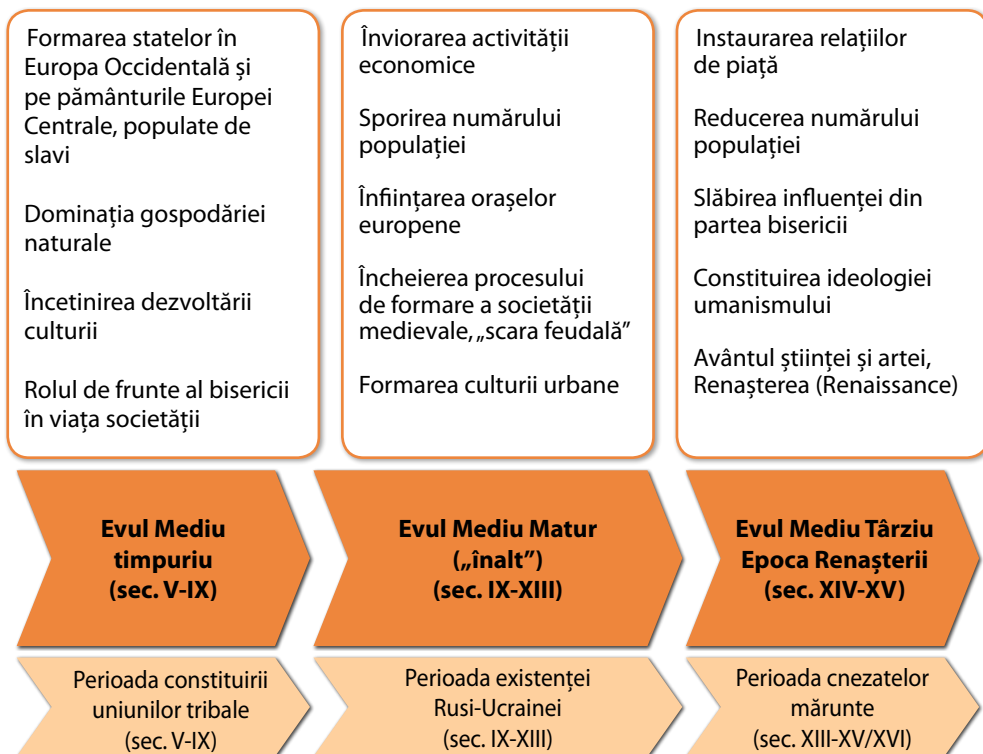 Formarea statelor în
Europa Occidentală și
pe pământurile Europei
Centrale, populate de
slavi
Dominația gospodăriei
naturale
Încetinirea dezvoltării
culturii
Rolul de frunte al bisericii
în viața societății
Înviorarea activității
economice
Sporirea numărului
populației
Înființarea orașelor
europene
Încheierea procesului
de formare a societății
medievale, „scara feudală”
Formarea culturii urbane
Instaurarea relațiilor
de piață
Reducerea numărului
populației
Slăbirea influenței din
partea bisericii
Constituirea ideologiei
umanismului
Avântul științei și artei,
Renașterea (Renaissance)
Evul Mediu
timpuriu
(sec. V-IX)
Evul Mediu Matur
(„înalt”)
(sec. IX-XIII)
Evul Mediu Târziu
Epoca Renașterii
(sec. XIV-XV)
Perioada constituirii
uniunilor tribale
(sec. V-IX)
Perioada existenței
Rusi-Ucrainei
(sec. IX-XIII)
Perioada cnezatelor
mărunte
(sec. XIII-XV/XVI)